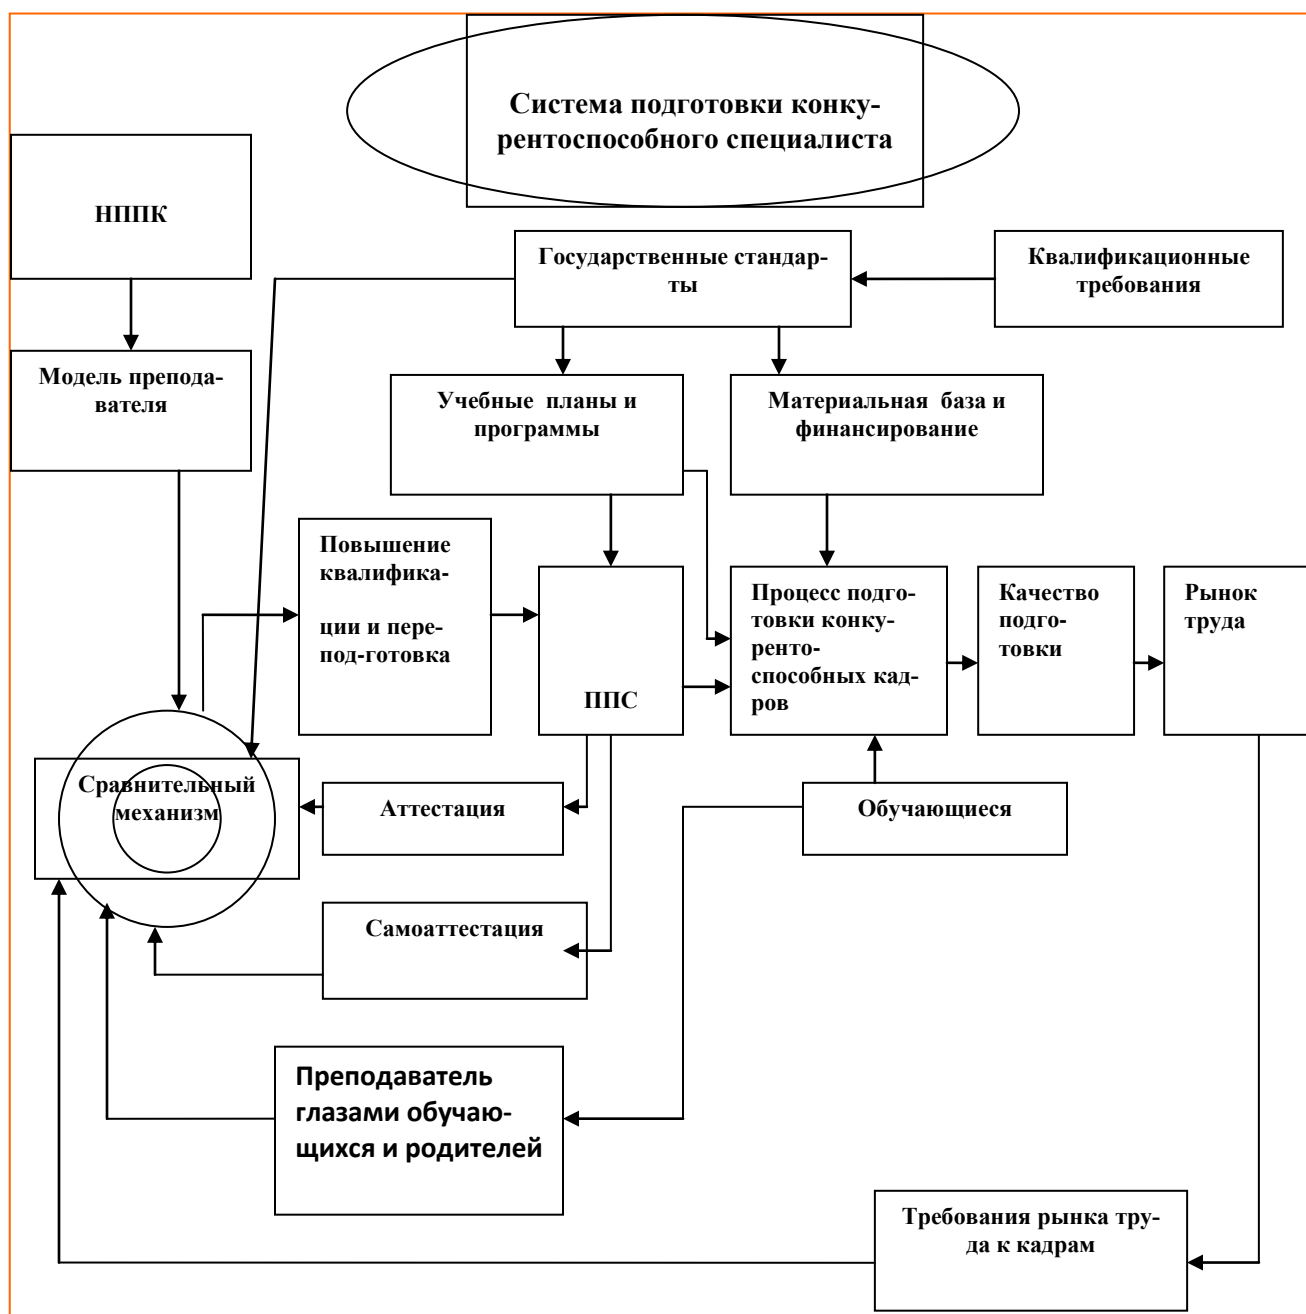 Система подготовки конку-
рентоспособного специалиста
НППК
Государственные стандар-
ты
Квалификационные
требования
Модель препода-
вателя
Учебные планы и
программы
Материальная база и
финансирование
Повышение
квалифика-
ции и пере-
под-готовка
ППС
Процесс подго-
товки конку-
ренто-
способных кад-
ров
Качество
подго-
товки
Рынок
труда
Сравнительный
механизм
Аттестация
Обучающиеся
Самоаттестация
Преподаватель
глазами обучаю-
щихся и родителей
Требования рынка тру-
да к кадрам